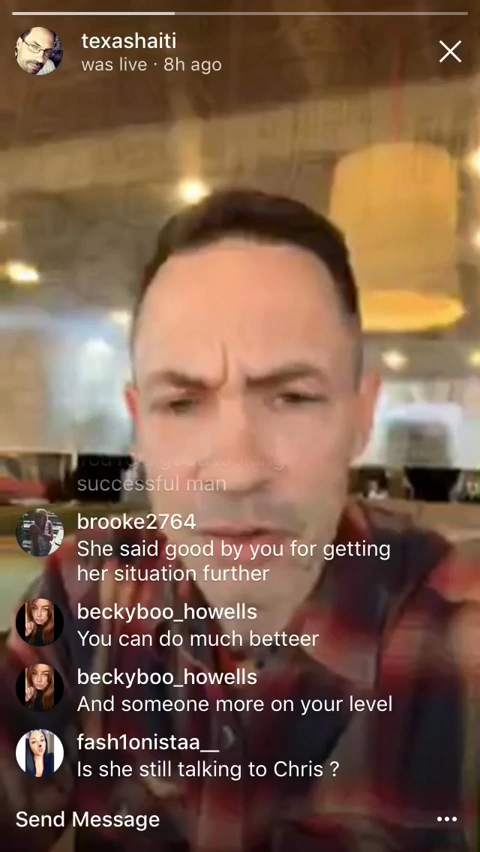 texashaiti
was live · 8h ago
successful man
brooke2764
She said good by you for getting
her situation further
beckyboo_howells
You can do much betteer
beckyboo_howells
And someone more on your level
fash1onistaa__
Is she still talking to Chris ?
Send Message